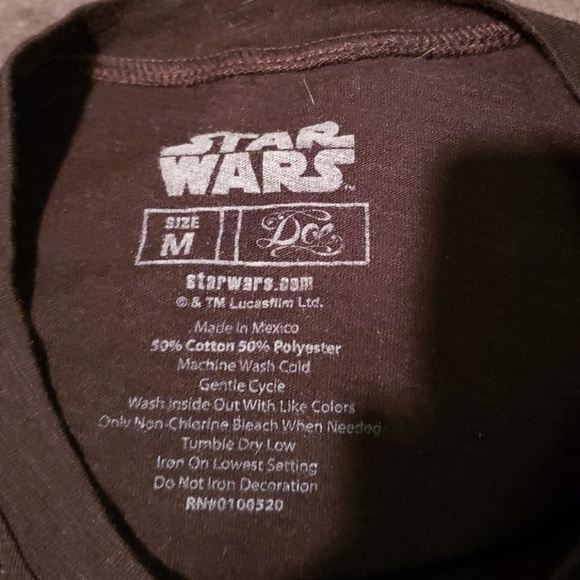 STAR
WARS
TM
SIZE
M
Doe
starwars.com
© & TM Lucasfilm Ltd.
Made in Mexico
50% Cotton 50% Polyester
Machine Wash Cold
Gentle Cycle
Wash Inside Out With Like Colors
Only Non-Chlorine Bleach When Needed
Tumble Dry Low
Iron On Lowest Setting
Do Not Iron Decoration
RN#0100520